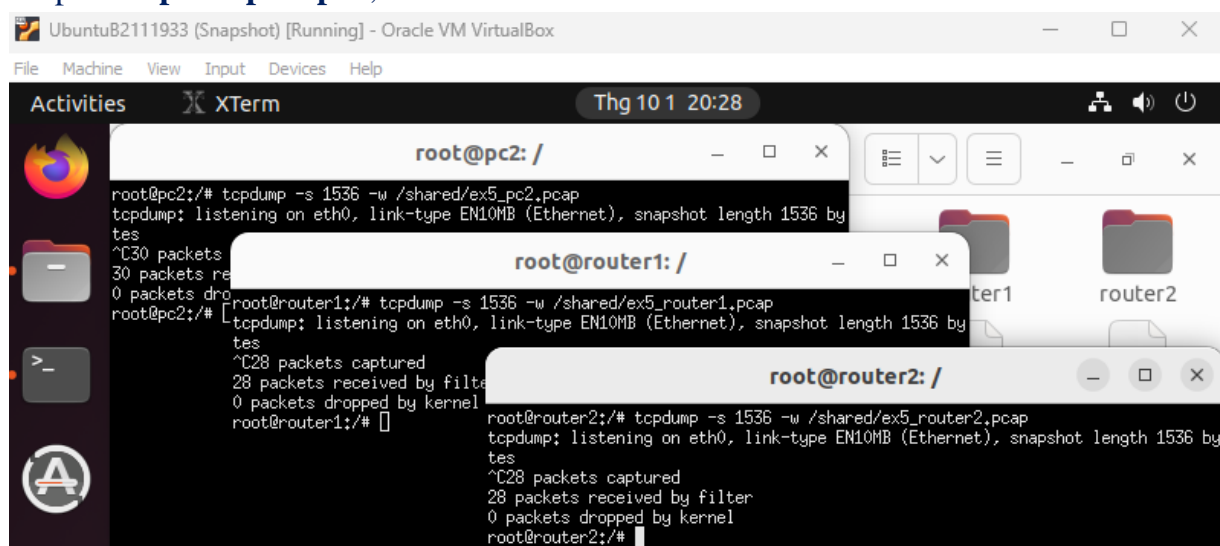 UbuntuB2111933 (Snapshot) [Running] - Oracle VM VirtualBox
File Machine View Input Devices Help
Activities XTerm Thg 10 1 20:28
root@pc2: /
root@pc2:/# tcpdump -s 1536 -w /shared/ex5_pc2.pcap
tcpdump: listening on eth0, link-type EN10MB (Ethernet), snapshot length 1536 by
tes
^C30 packets
30 packets re
0 packets dro
root@pc2:/#
root@router1: /
root@router1:/# tcpdump -s 1536 -w /shared/ex5_router1.pcap
tcpdump: listening on eth0, link-type EN10MB (Ethernet), snapshot length 1536 by
tes
^C28 packets captured
28 packets received by filte
0 packets dropped by kernel
root@router1:/#
root@router2: /
root@router2:/# tcpdump -s 1536 -w /shared/ex5_router2.pcap
tcpdump: listening on eth0, link-type EN10MB (Ethernet), snapshot length 1536 by
tes
^C28 packets captured
28 packets received by filter
0 packets dropped by kernel
root@router2:/#
ter1
router2